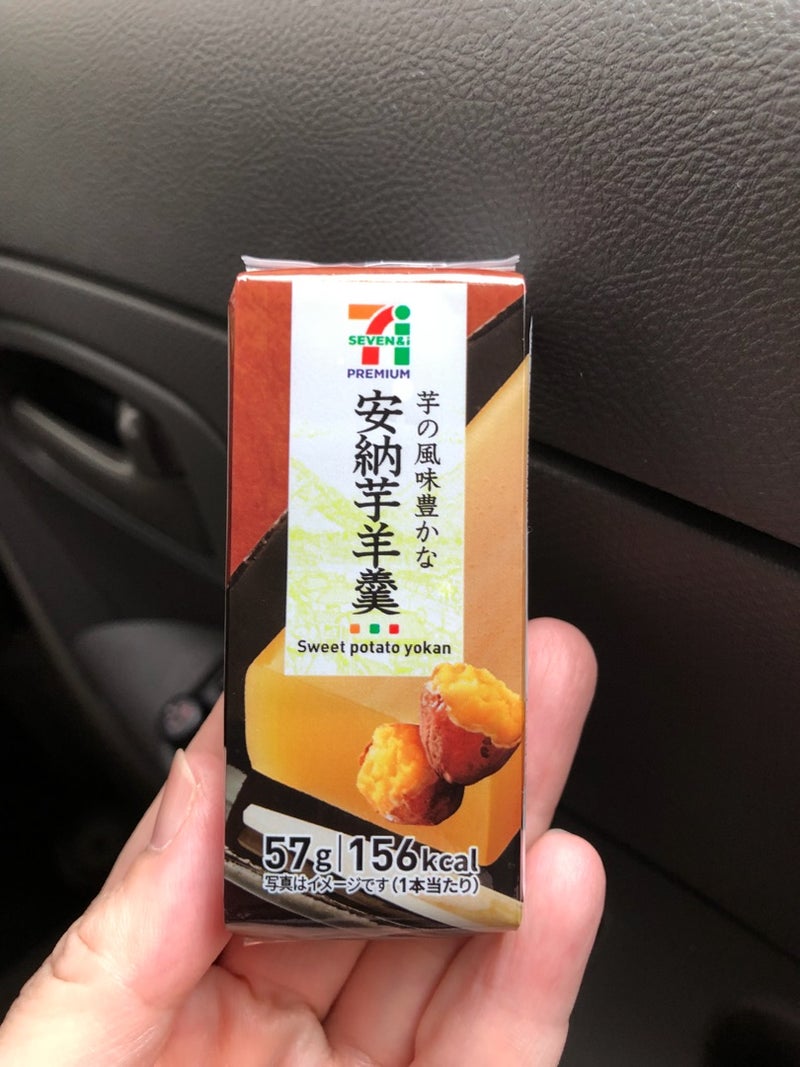 7i
SEVEN&i
PREMIUM
芋の風味豊かな
安納芋羊羹
Sweet potato yokan
57g|156kcal
写真はイメージです(1本当たり)